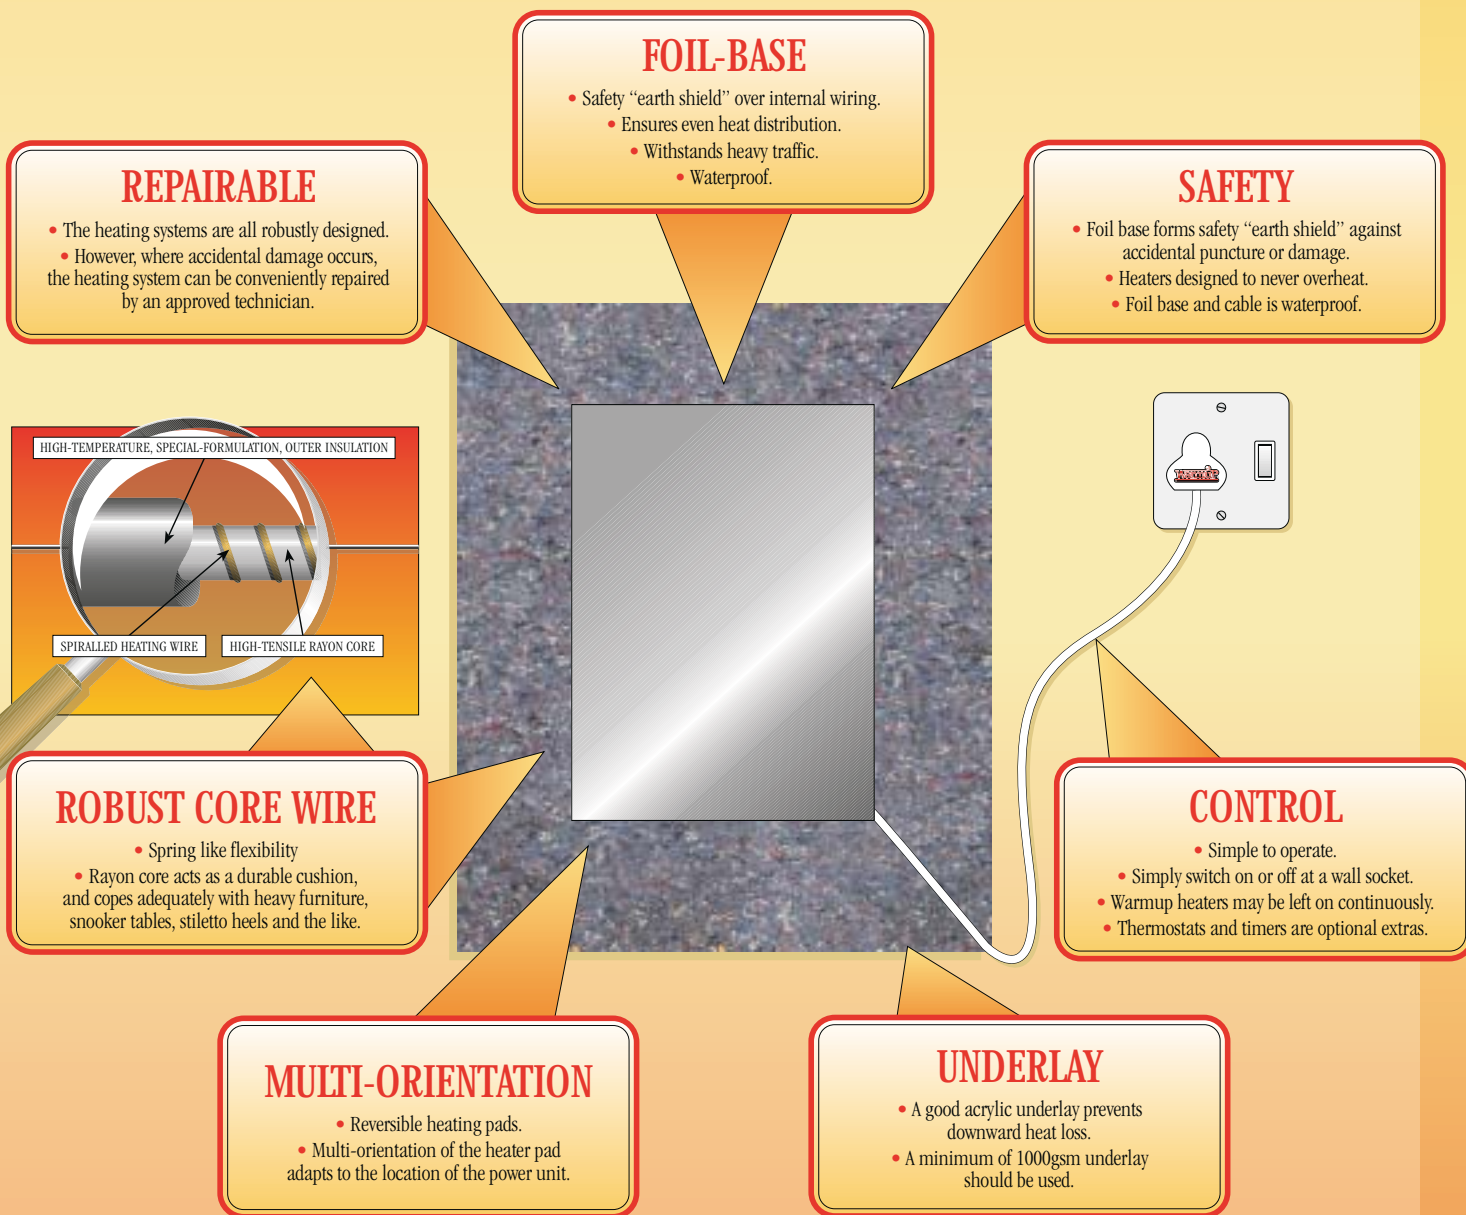 FOIL-BASE
• Safety “earth shield” over internal wiring.
• Ensures even heat distribution.
• Withstands heavy traffic.
• Waterproof.
REPAIRABLE
• The heating systems are all robustly designed.
• However, where accidental damage occurs,
the heating system can be conveniently repaired
by an approved technician.
SAFETY
• Foil base forms safety “earth shield” against
accidental puncture or damage.
• Heaters designed to never overheat.
• Foil base and cable is waterproof.
HIGH-TEMPERATURE, SPECIAL-FORMULATION, OUTER INSULATION
SPIRALLED HEATING WIRE
HIGH-TENSILE RAYON CORE
ROBUST CORE WIRE
• Spring like flexibility
• Rayon core acts as a durable cushion,
and copes adequately with heavy furniture,
snooker tables, stiletto heels and the like.
CONTROL
• Simple to operate.
• Simply switch on or off at a wall socket.
• Warmup heaters may be left on continuously.
• Thermostats and timers are optional extras.
MULTI-ORIENTATION
• Reversible heating pads.
• Multi-orientation of the heater pad
adapts to the location of the power unit.
UNDERLAY
• A good acrylic underlay prevents
downward heat loss.
• A minimum of 1000gsm underlay
should be used.